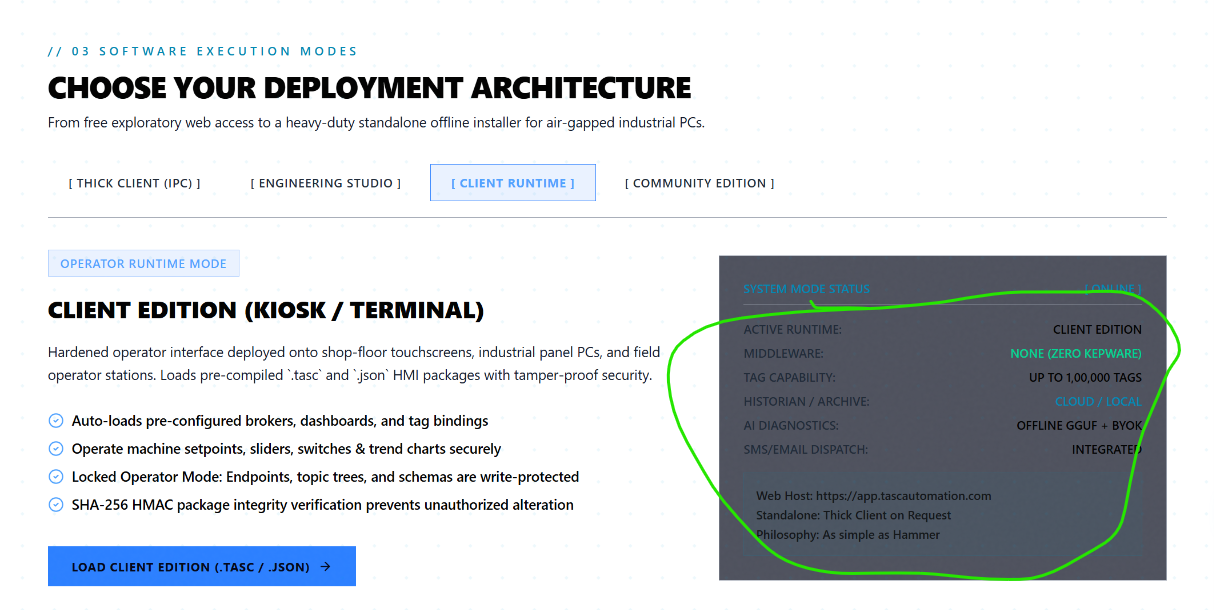 // 03 SOFTWARE EXECUTION MODES
CHOOSE YOUR DEPLOYMENT ARCHITECTURE
From free exploratory web access to a heavy-duty standalone offline installer for air-gapped industrial PCs.
[ THICK CLIENT (IPC) ] [ ENGINEERING STUDIO ] [ CLIENT RUNTIME ] [ COMMUNITY EDITION ]
OPERATOR RUNTIME MODE
CLIENT EDITION (KIOSK / TERMINAL)
Hardened operator interface deployed onto shop-floor touchscreens, industrial panel PCs, and field
operator stations. Loads pre-compiled `.tasc` and `.json` HMI packages with tamper-proof security.
Auto-loads pre-configured brokers, dashboards, and tag bindings
Operate machine setpoints, sliders, switches & trend charts securely
Locked Operator Mode: Endpoints, topic trees, and schemas are write-protected
SHA-256 HMAC package integrity verification prevents unauthorized alteration
LOAD CLIENT EDITION (.TASC / .JSON) →
SYSTEM MODE STATUS [ ONLINE ]
ACTIVE RUNTIME: CLIENT EDITION
MIDDLEWARE: NONE (ZERO KEPWARE)
TAG CAPABILITY: UP TO 1,00,000 TAGS
HISTORIAN / ARCHIVE: CLOUD / LOCAL
AI DIAGNOSTICS: OFFLINE GGUF + BYOK
SMS/EMAIL DISPATCH: INTEGRATED
Web Host: https://app.tascautomation.com
Standalone: Thick Client on Request
Philosophy: As simple as Hammer